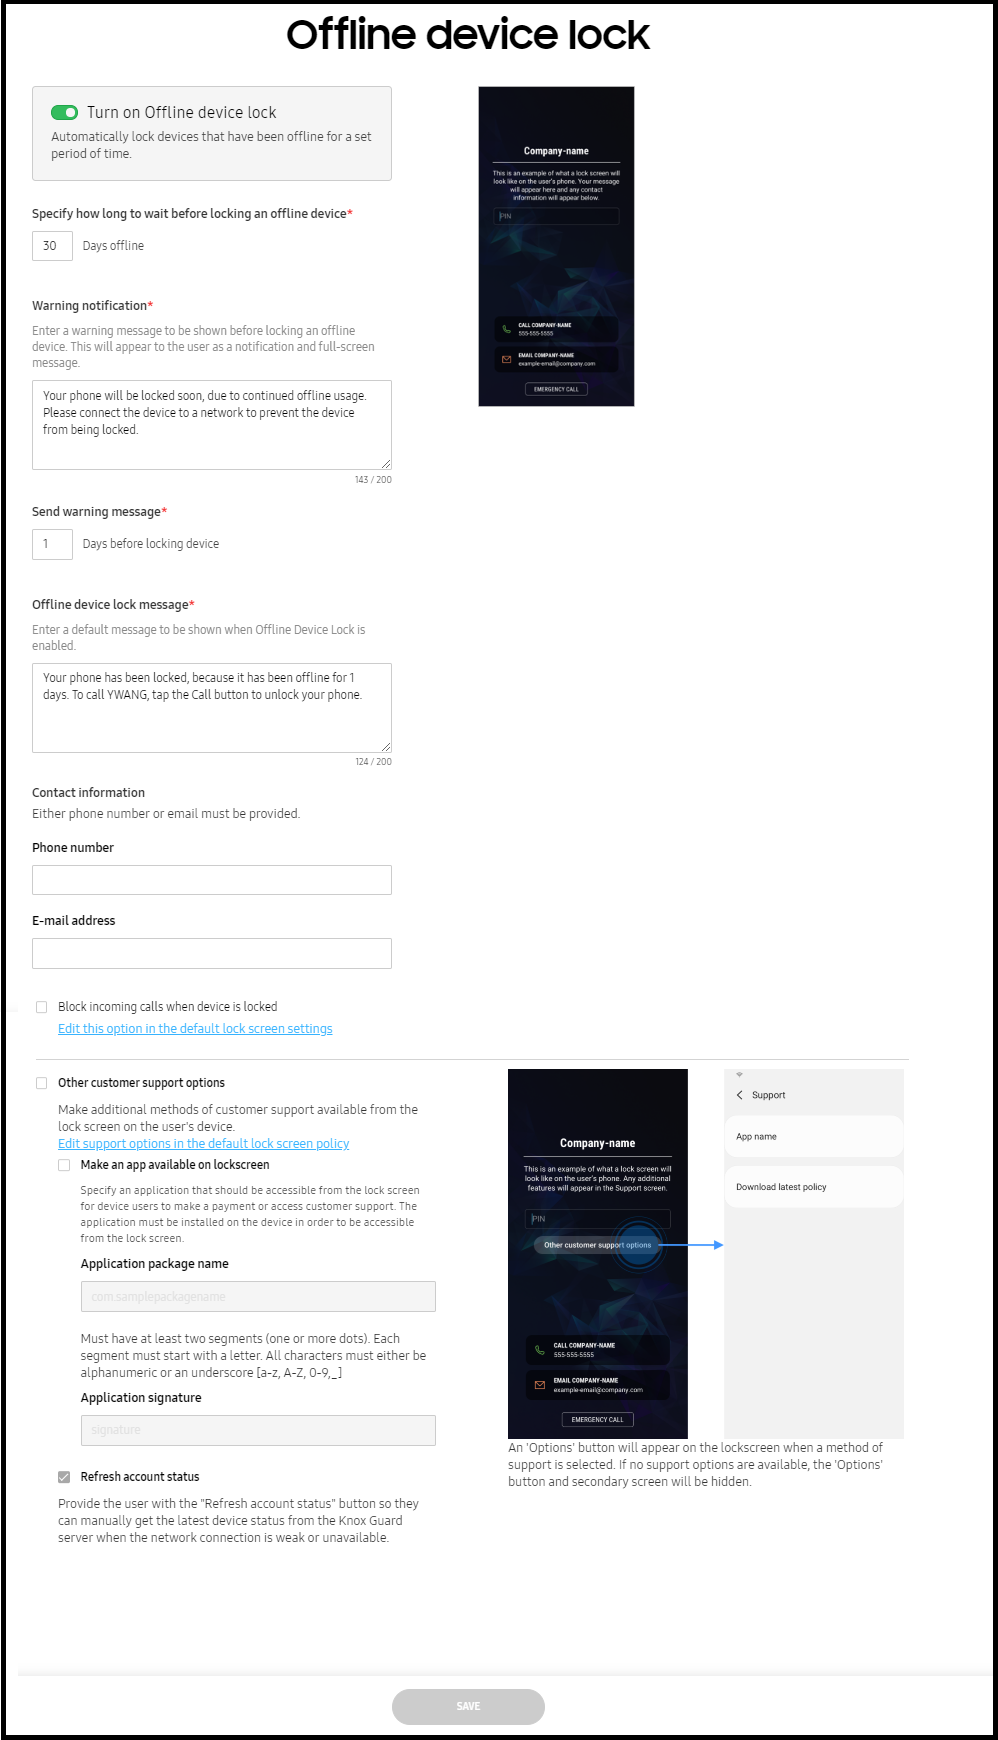 Offline device lock
Turn on Offline device lock
Automatically lock devices that have been offline for a set
period of time.
Specify how long to wait before locking an offline device*
30 Days offline
Warning notification*
Enter a warning message to be shown before locking an offline
device. This will appear to the user as a notification and full-screen
message.
Your phone will be locked soon, due to continued offline usage.
Please connect the device to a network to prevent the device
from being locked.
143 / 200
Send warning message*
1 Days before locking device
Offline device lock message*
Enter a default message to be shown when Offline Device Lock is
enabled.
Your phone has been locked, because it has been offline for 1
days. To call YWANG, tap the Call button to unlock your phone.
124 / 200
Contact information
Either phone number or email must be provided.
Phone number
E-mail address
Block incoming calls when device is locked
Edit this option in the default lock screen settings
Company-name
This is an example of what a lock screen will
look like on the user's phone. Your message
will appear here and any contact
information will appear below.
PIN
CALL COMPANY-NAME
555-555-5555
EMAIL COMPANY-NAME
example-email@company.com
EMERGENCY CALL
Other customer support options
Make additional methods of customer support available from the
lock screen on the user's device.
Edit support options in the default lock screen policy
Make an app available on lockscreen
Specify an application that should be accessible from the lock screen
for device users to make a payment or access customer support. The
application must be installed on the device in order to be accessible
from the lock screen.
Application package name
com.samplepackagename
Must have at least two segments (one or more dots). Each
segment must start with a letter. All characters must either be
alphanumeric or an underscore [a-z, A-Z, 0-9,_]
Application signature
signature
Refresh account status
Provide the user with the "Refresh account status" button so they
can manually get the latest device status from the Knox Guard
server when the network connection is weak or unavailable.
Company-name
This is an example of what a lock screen will
look like on the user's phone. Any additional
features will appear in the Support screen.
PIN
Other customer support options
CALL COMPANY-NAME
555-555-5555
EMAIL COMPANY-NAME
example-email@company.com
EMERGENCY CALL
Support
App name
Download latest policy
An 'Options' button will appear on the lockscreen when a method of
support is selected. If no support options are available, the 'Options'
button and secondary screen will be hidden.
SAVE